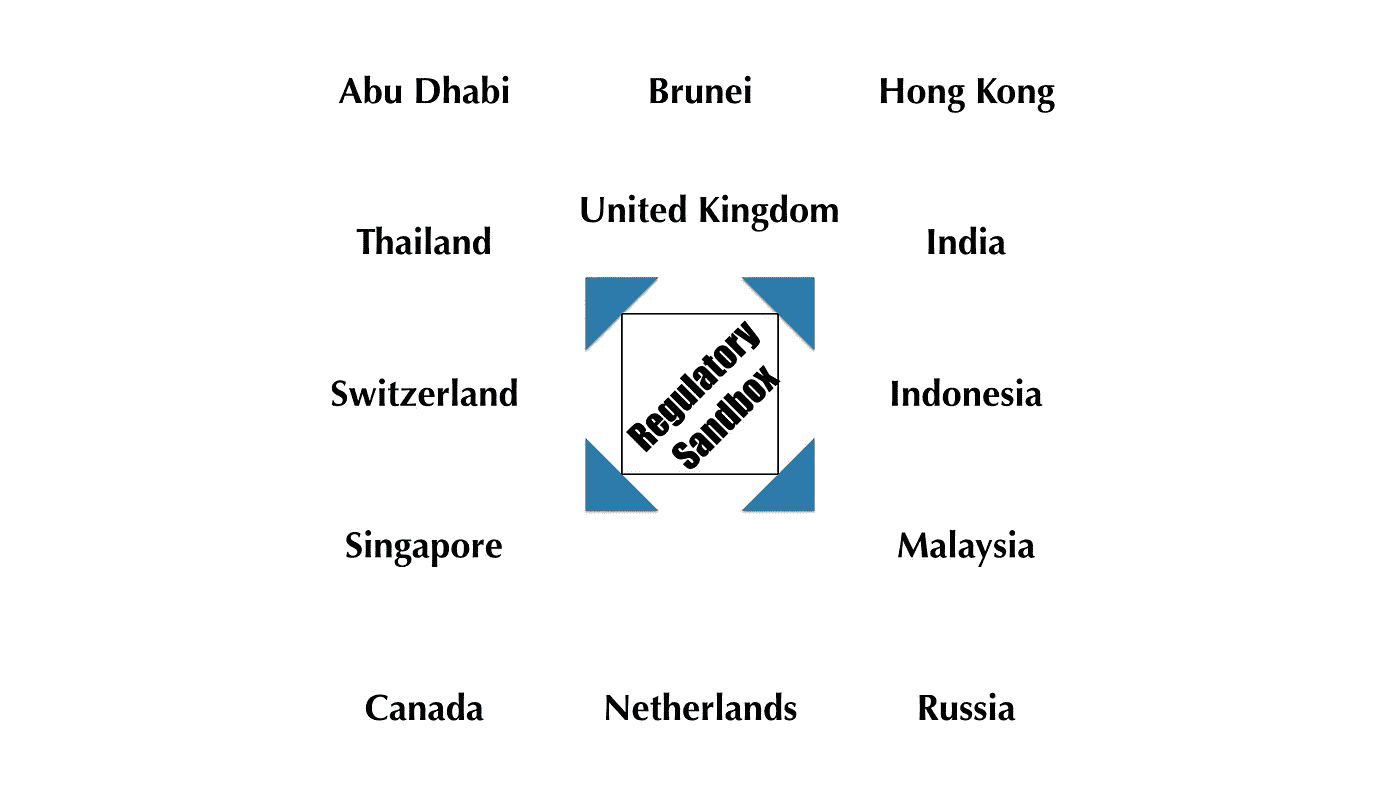 Abu Dhabi
Brunei
Hong Kong
United Kingdom
Thailand
India
Regulatory
Sandbox
Switzerland
Indonesia
Singapore
Malaysia
Canada
Netherlands
Russia